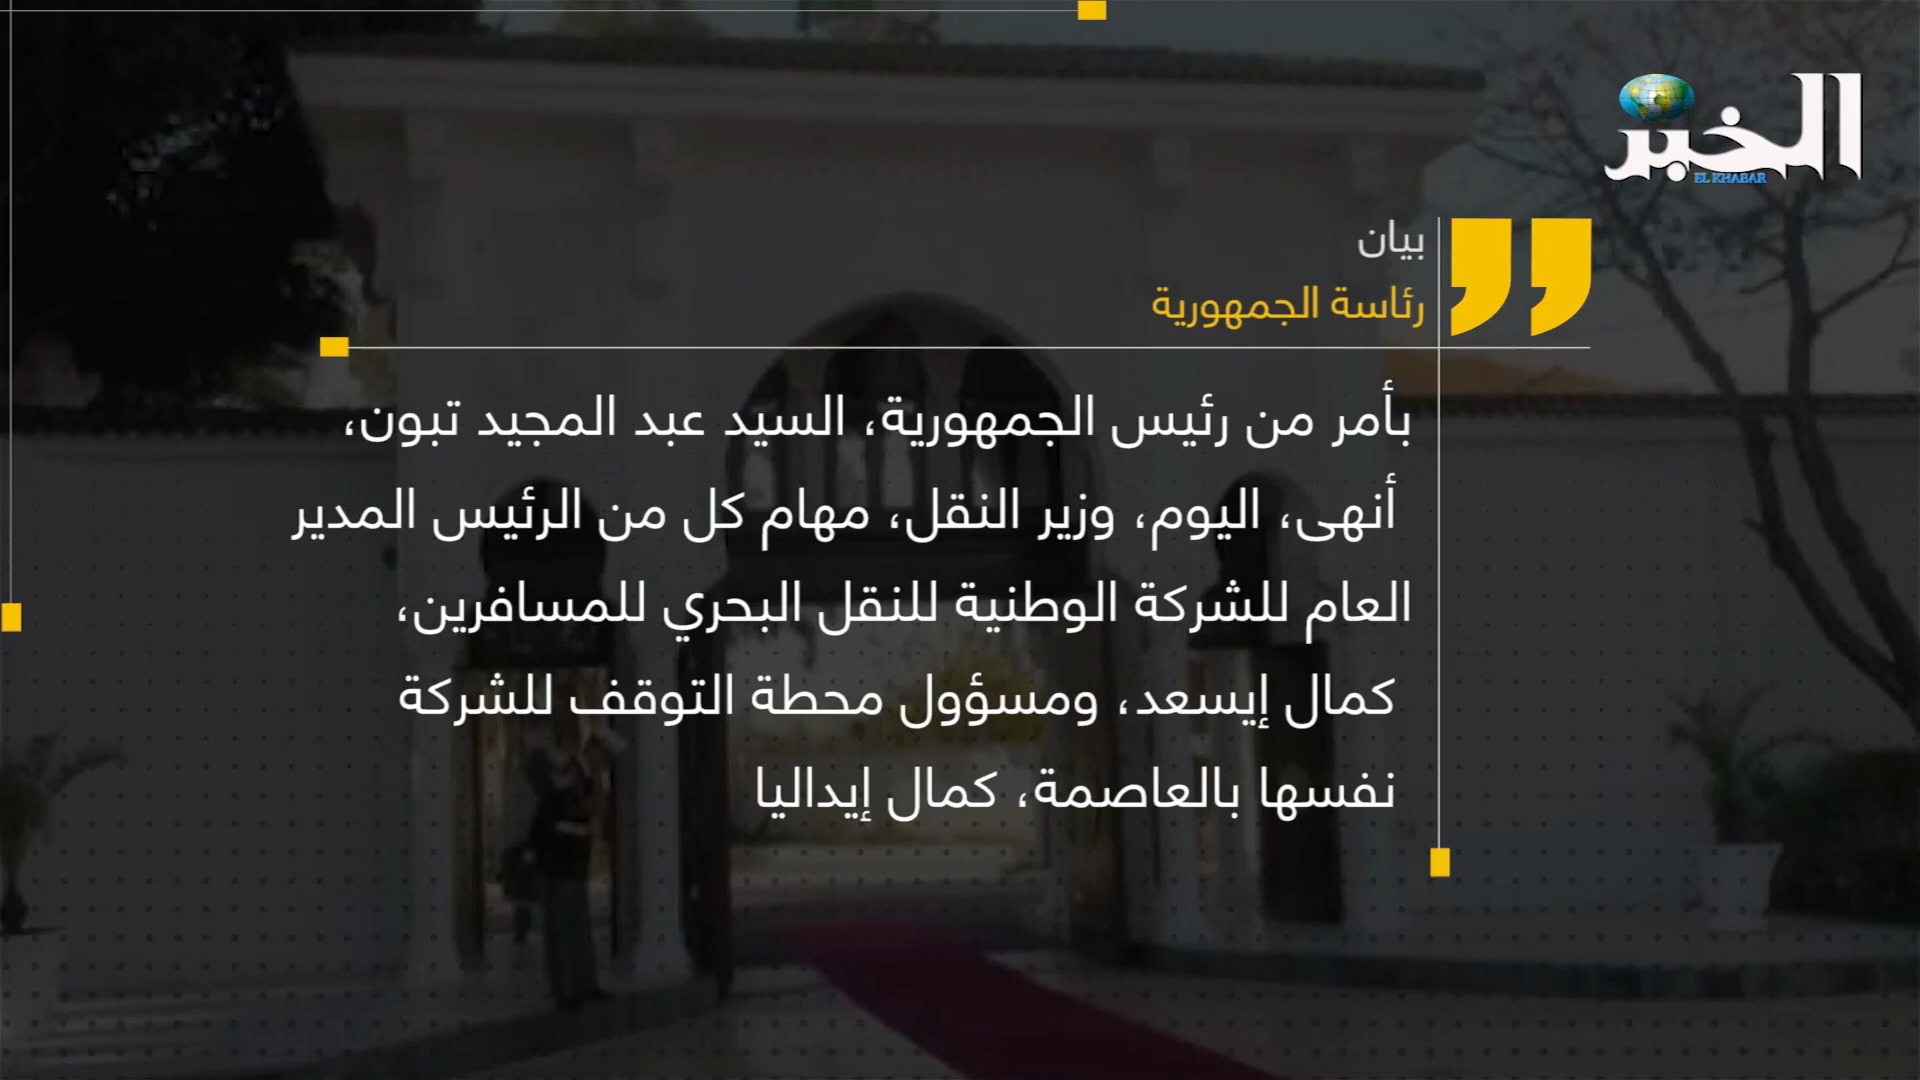 الخبر
EL KHABAR
بيان
رئاسة الجمهورية
بأمر من رئيس الجمهورية، السيد عبد المجيد تبون،
أنهى، اليوم، وزير النقل، مهام كل من الرئيس المدير
العام للشركة الوطنية للنقل البحري للمسافرين،
كمال إيسعد، ومسؤول محطة التوقف للشركة
نفسها بالعاصمة، كمال إيداليا